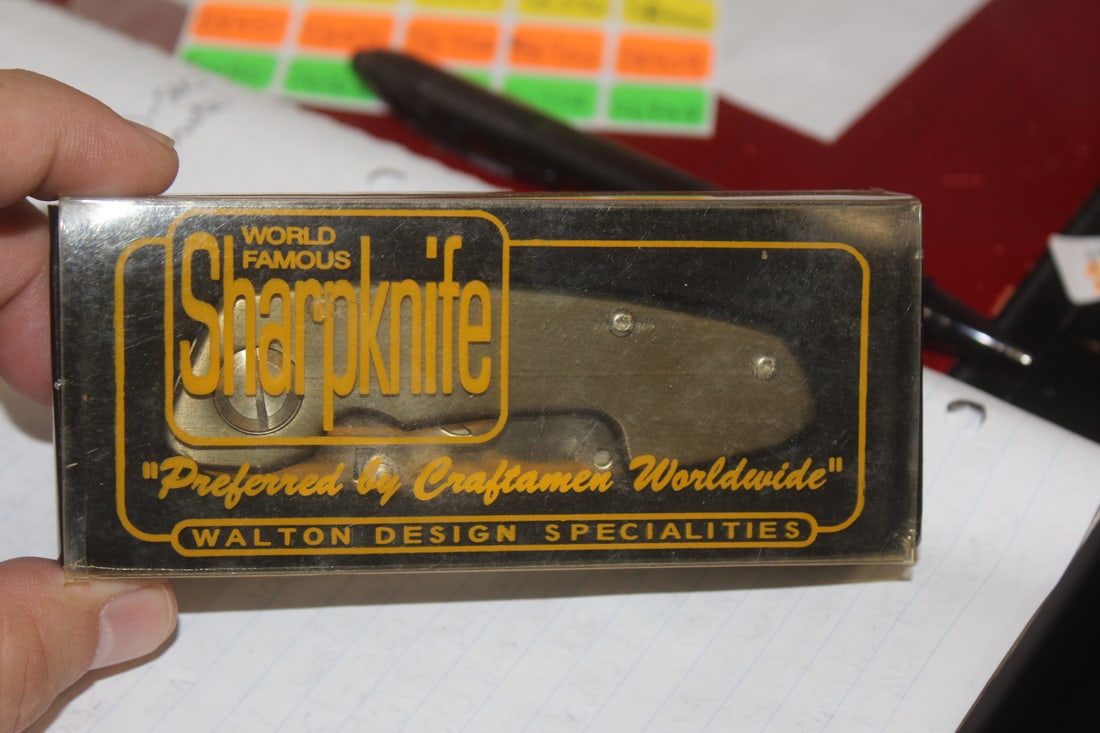 WORLD
FAMOUS
Sharpknife
"Preferred by Craftamen Worldwide"
WALTON DESIGN SPECIALITIES